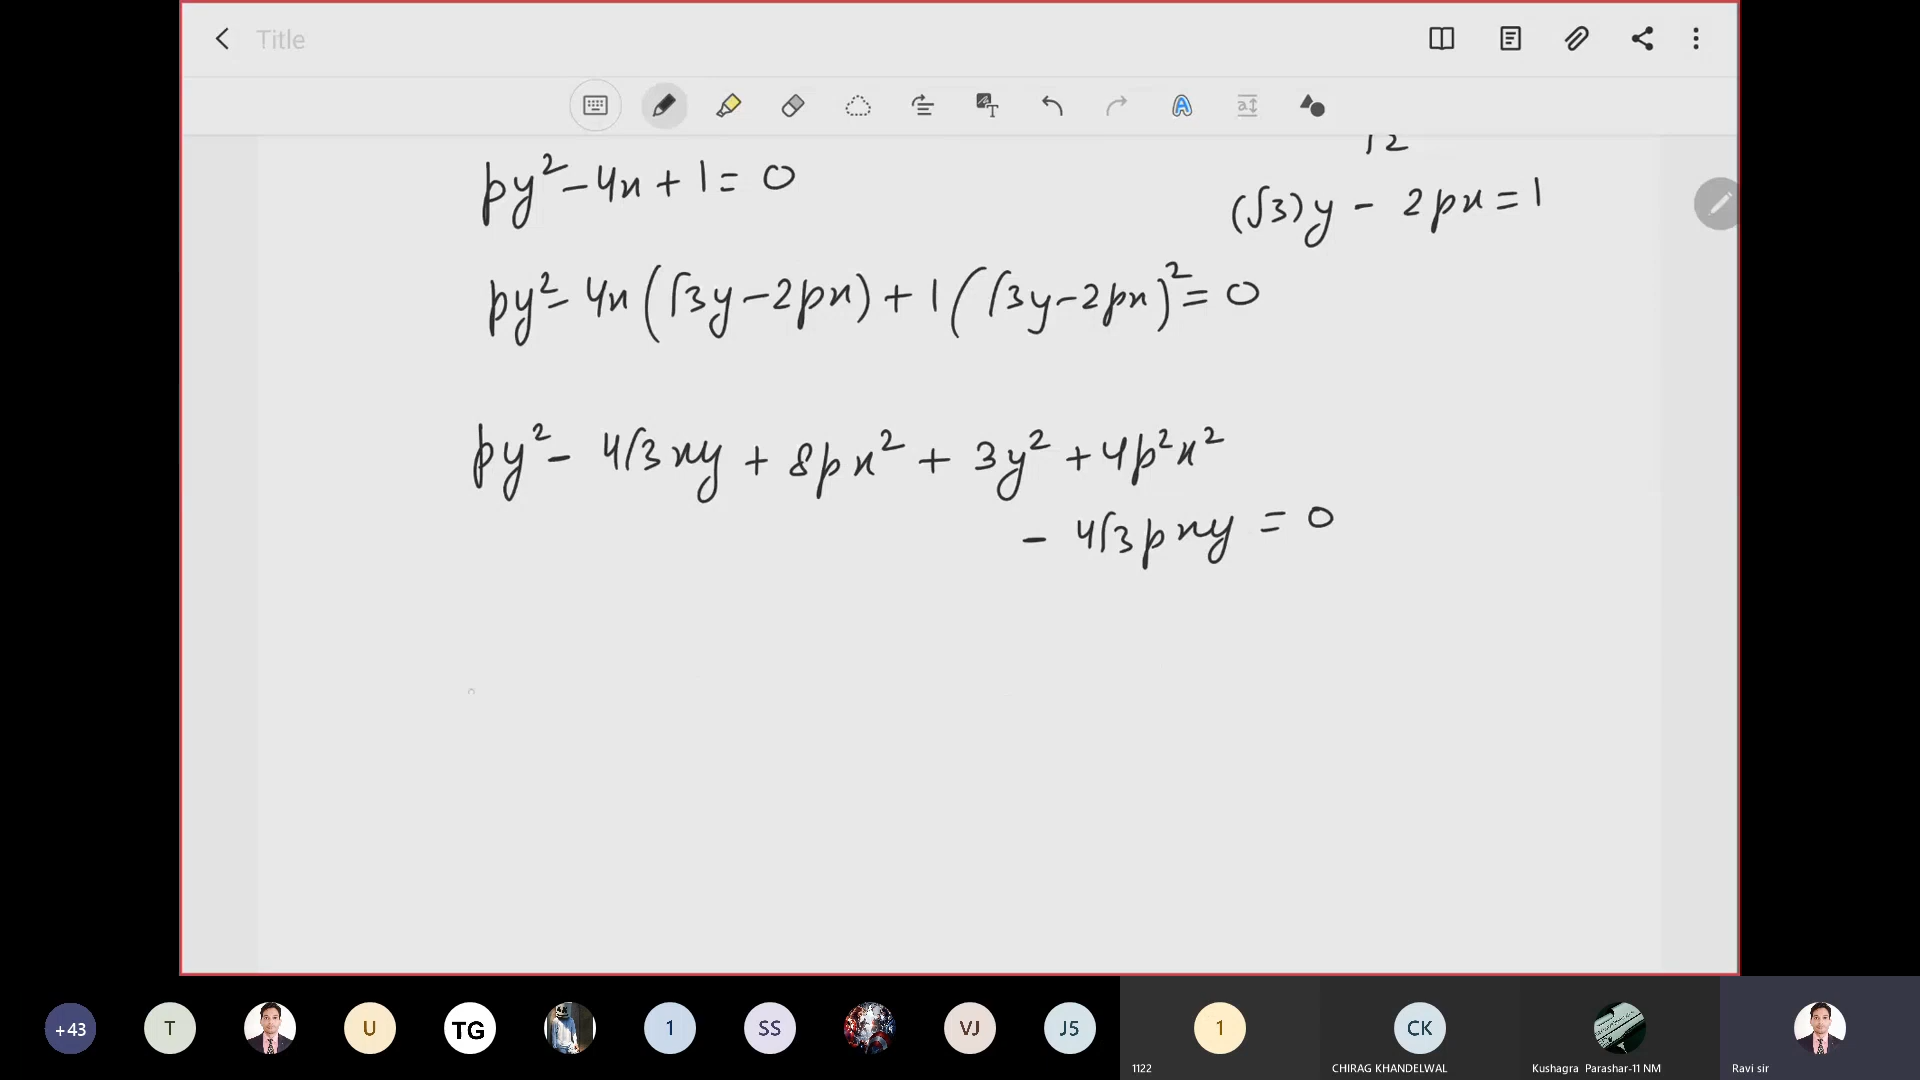 Title
12
py² - 4x + 1 = 0
(√3)y - 2px = 1
py² - 4x(√3y - 2px) + 1(√3y - 2px)² = 0
py² - 4√3xy + 8px² + 3y² + 4p²x²
- 4√3pxy = 0
+43
T
U
TG
1
SS
VJ
J5
1
CK
1122
CHIRAG KHANDELWAL
Kushagra Parashar-11 NM
Ravi sir